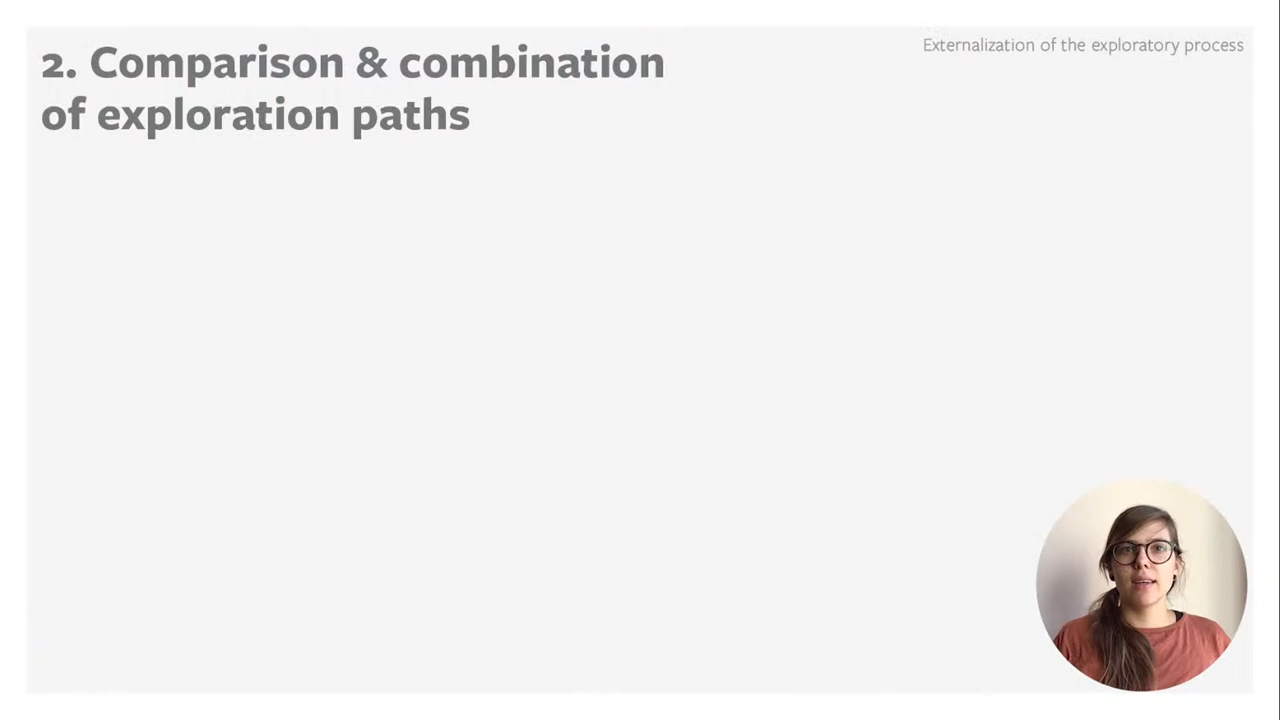 Externalization of the exploratory process
2. Comparison & combination
of exploration paths